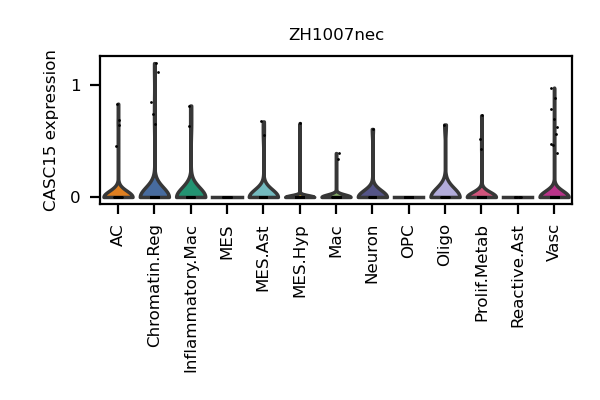 ZH1007nec
CASC15 expression
1
0
AC
Chromatin.Reg
Inflammatory.Mac
MES
MES.Ast
MES.Hyp
Mac
Neuron
OPC
Oligo
Prolif.Metab
Reactive.Ast
Vasc